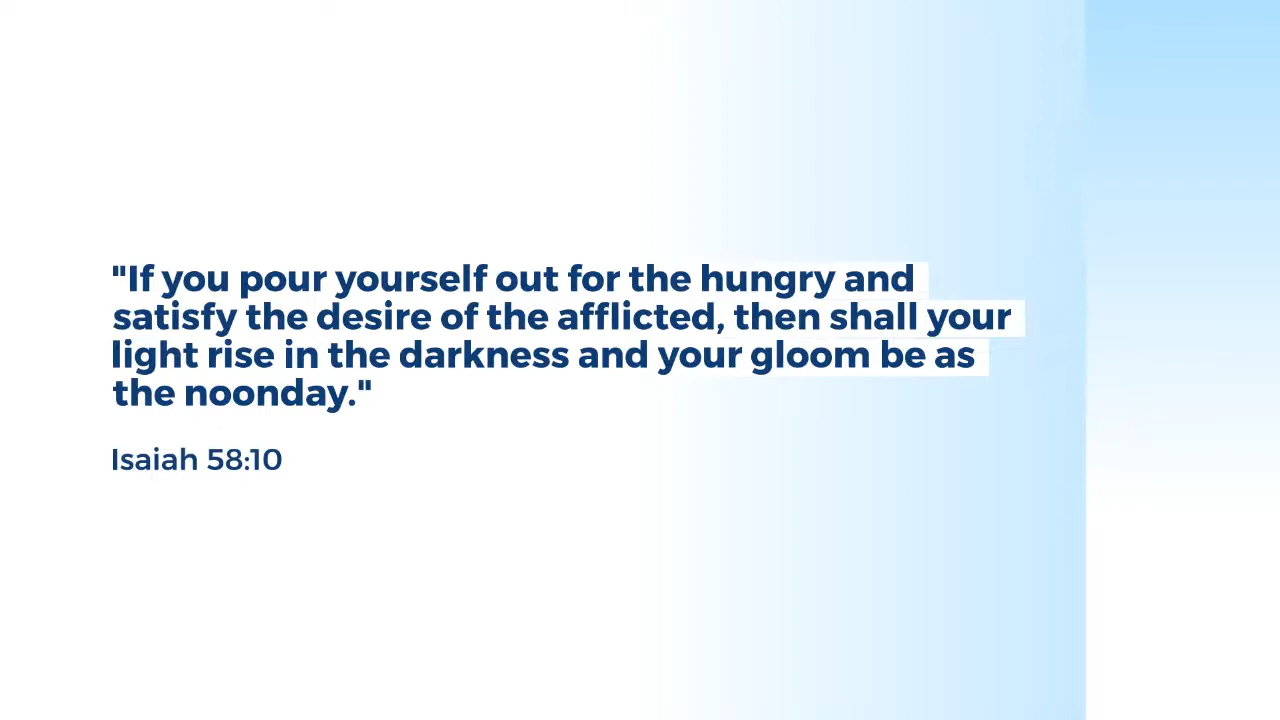 "If you pour yourself out for the hungry and
satisfy the desire of the afflicted, then shall your
light rise in the darkness and your gloom be as
the noonday."
Isaiah 58:10